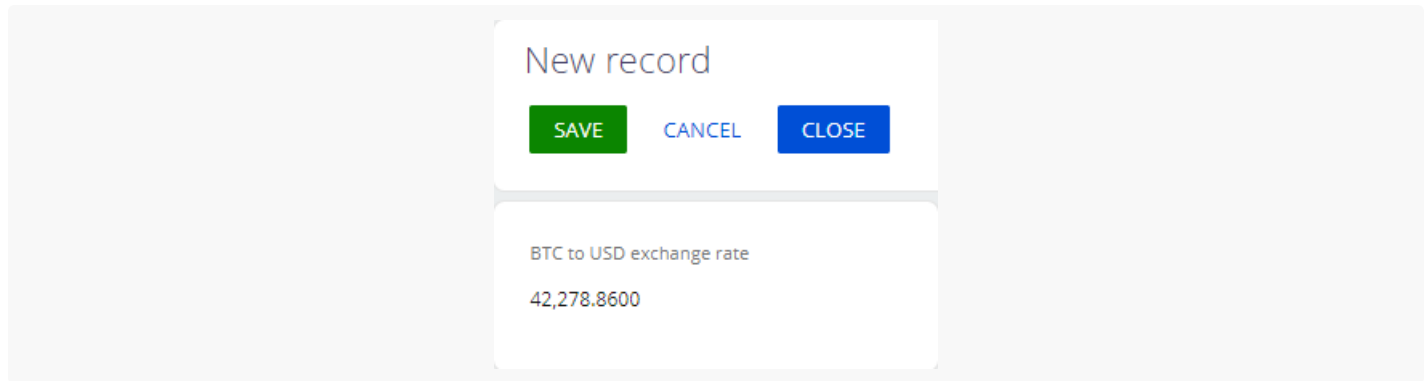 New record
SAVE CANCEL CLOSE
BTC to USD exchange rate
42,278.8600